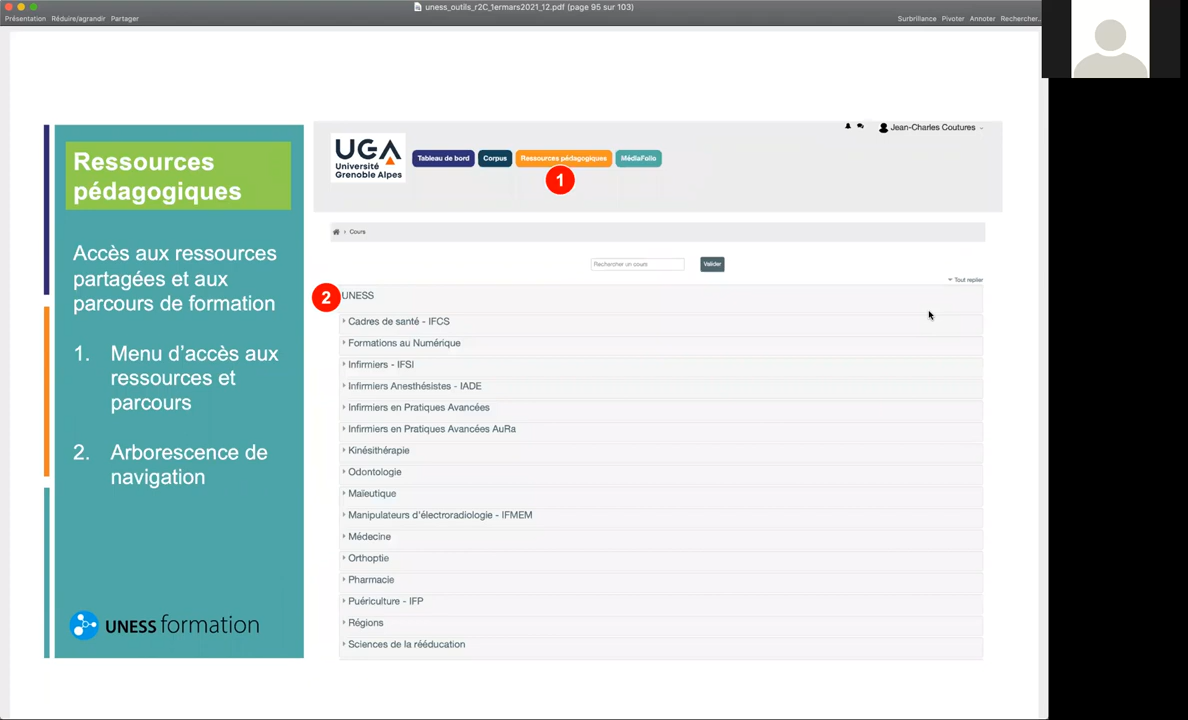 uness_outils_r2C_1ermars2021_12.pdf (page 95 sur 103)
Présentation Réduire/agrandir Partager
Surbrillance Pivoter Annoter Rechercher...
Ressources
pédagogiques
Accès aux ressources
partagées et aux
parcours de formation
1. Menu d'accès aux
ressources et
parcours
2. Arborescence de
navigation
UNESS formation
UGA
Université
Grenoble Alpes
Tableau de bord
Corpus
Ressources pédagogiques
MédiaFolio
Jean-Charles Coutures
1
Cours
Rechercher un cours
Valider
Tout replier
2
UNESS
Cadres de santé - IFCS
Formations au Numérique
Infirmiers - IFSI
Infirmiers Anesthésistes - IADE
Infirmiers en Pratiques Avancées
Infirmiers en Pratiques Avancées AuRa
Kinésithérapie
Odontologie
Maïeutique
Manipulateurs d'électroradiologie - IFMEM
Médecine
Orthoptie
Pharmacie
Puériculture - IFP
Régions
Sciences de la rééducation